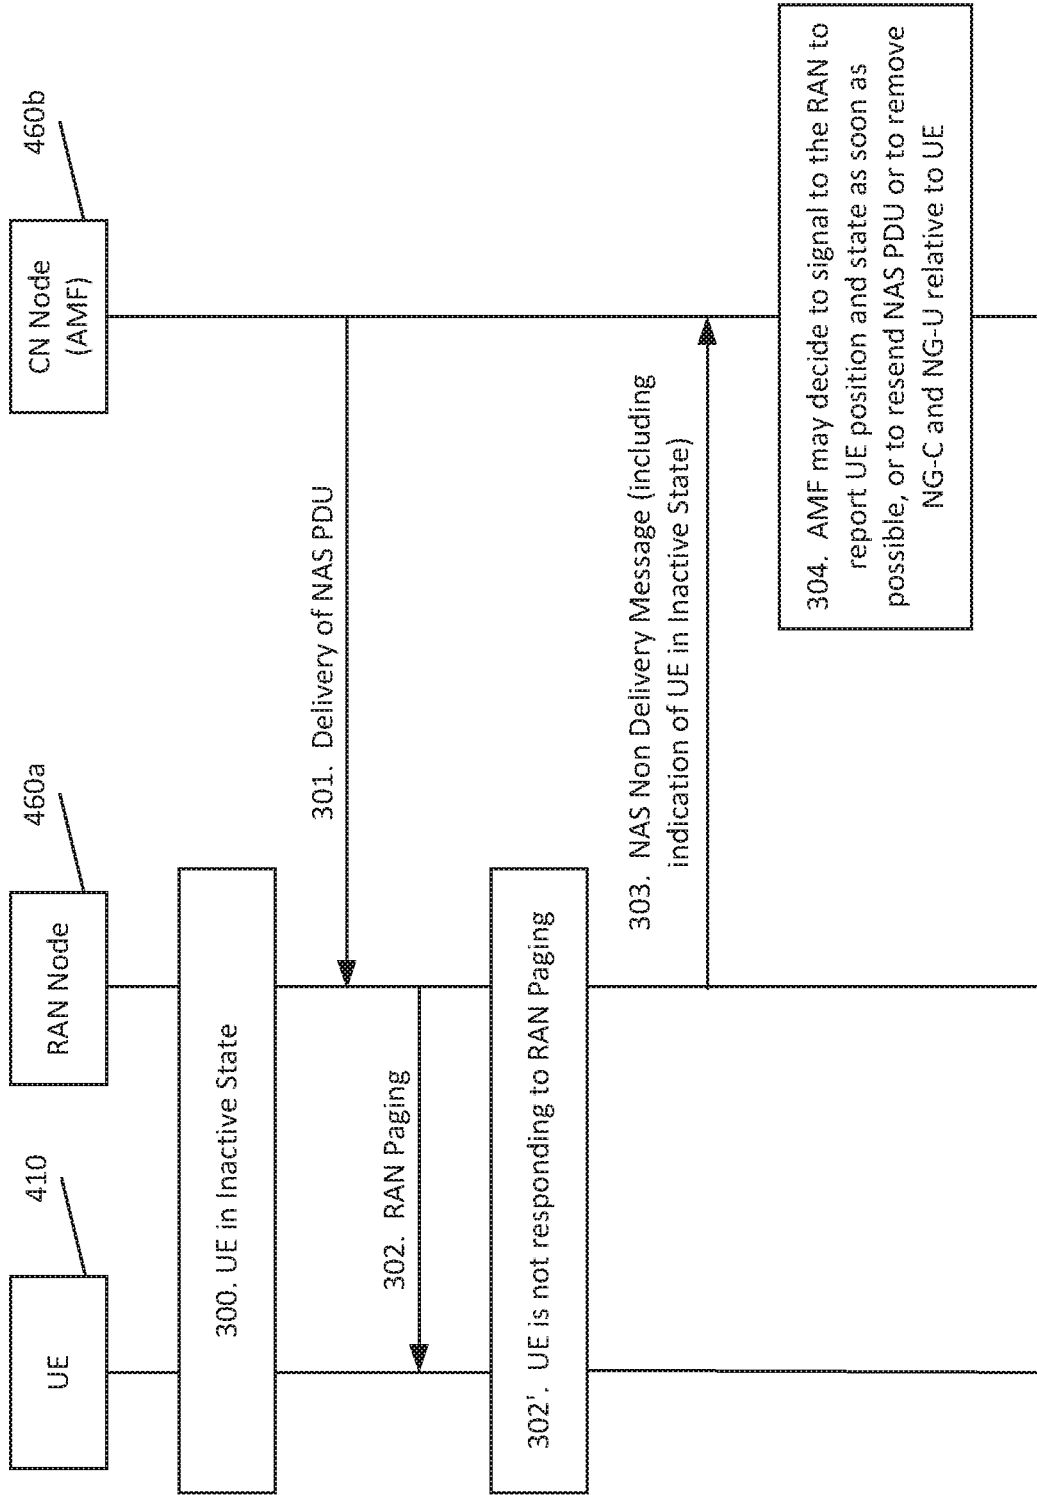 410
UE
460a
RAN Node
460b
CN Node
(AMF)
300. UE in Inactive State
301. Delivery of NAS PDU
302. RAN Paging
302'. UE is not responding to RAN Paging
303. NAS Non Delivery Message (including
indication of UE in Inactive State)
304. AMF may decide to signal to the RAN to
report UE position and state as soon as
possible, or to resend NAS PDU or to remove
NG-C and NG-U relative to UE